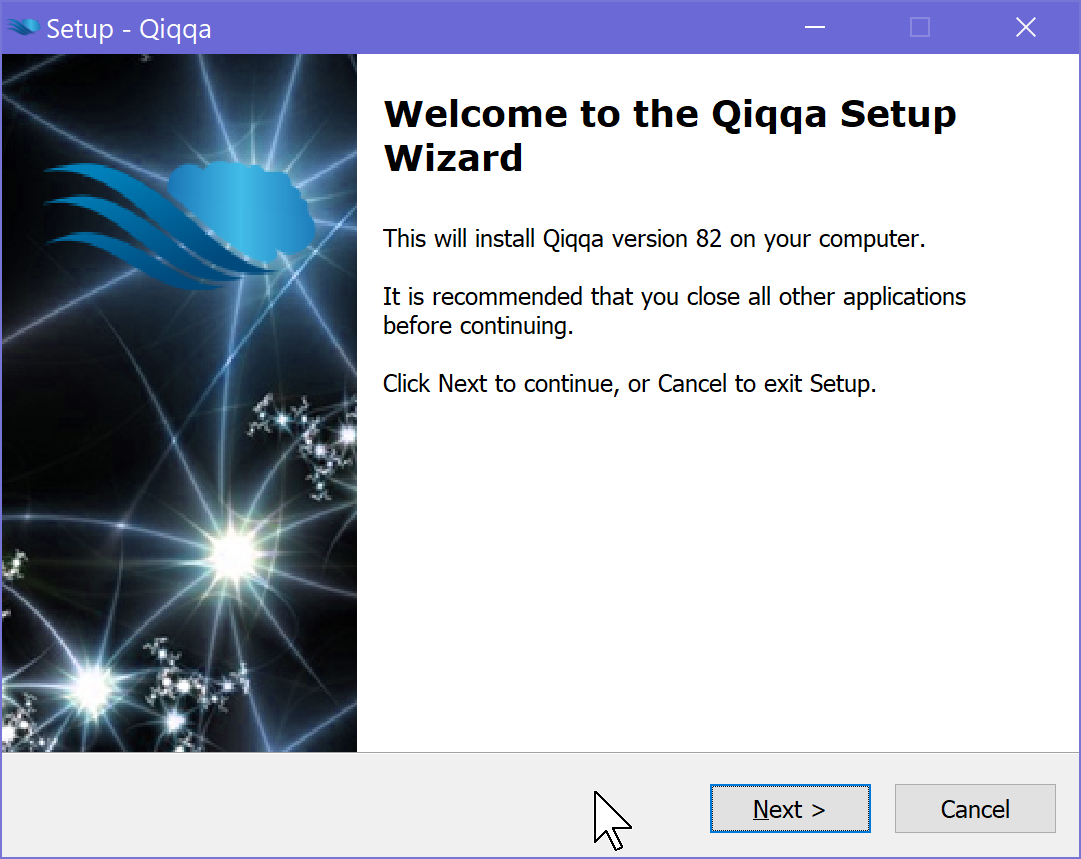 Setup - Qiqqa
Welcome to the Qiqqa Setup
Wizard
This will install Qiqqa version 82 on your computer.
It is recommended that you close all other applications
before continuing.
Click Next to continue, or Cancel to exit Setup.
Next >
Cancel